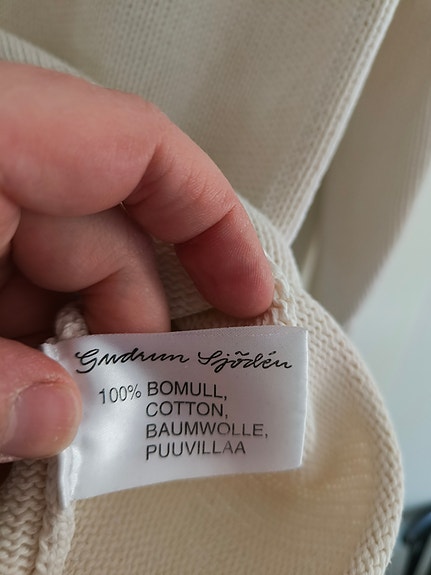 Gudrun Sjödén
100% BOMULL,
COTTON,
BAUMWOLLE,
PUUVILLAA